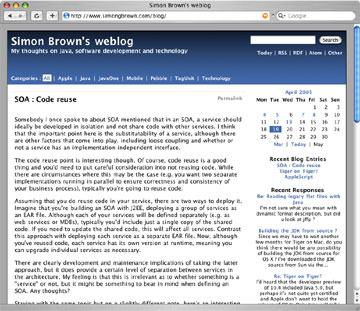 Simon Brown's weblog
http://www.simongbrown.com/blog/
Google
Simon Brown's weblog
My thoughts on Java, software development and technology
Search
Today | RSS | RDF | Atom | Other
Categories : All | Apple | Java | JavaDoc | Mobile | Pebble | TagUnit | Technology
SOA : Code reuse
Permalink
Somebody I once spoke to about SOA mentioned that in an SOA, a service should
ideally be developed in isolation and not share code with other services. I think
that the important point here is the substitutability of a service, although there
are other factors that come into play, including loose coupling and whether or
not a service has an implementation independent interface.
The code reuse point is interesting though. Of course, code reuse is a good
thing and you'd need to put careful consideration into not reusing code. While
there are circumstances where this may be the case (e.g. you want two separate
implementations running in parallel to ensure correctness and consistency of
your business process), typically you're going to reuse code.
Assuming that you do reuse code in your service, there are two ways to deploy it.
Imagine that you're building an SOA with J2EE, deploying a group of services as
an EAR file. Although each of your services will be defined separately (e.g. as
web services or MDBs), typically you'd include just a single copy of the shared
code. If you need to update the shared code, this will affect all services. Contrast
this approach with deploying each service as a separate EAR file. Now, although
you've reused code, each service has its own version at runtime, meaning you
can upgrade individual services as necessary.
There are clearly development and maintenance implications of taking the latter
approach, but it does provide a certain level of separation between services in
the architecture. My feeling is that this is irrelevant as to whether something is a
"service" or not, but it might be something to bear in mind when defining an
SOA. Any thoughts?
Staying with the same topic but on a slightly different note, here's an interesting
April 2005
Mon Tue Wed Thu Fri Sat Sun
1 2 3
4 5 6 7 8 9 10
11 12 13 14 15 16 17
18 19 20 21 22 23 24
25 26 27 28 29 30
Mar | Today | May
Recent Blog Entries
SOA : Code reuse
Tiger on Tiger?
AppleScript
Recent Responses
Re: Reading legacy flat files with
I'm not sure what you mean with
dynamic format description, but did
you look at
Building the JDK from source?
Since we may have to wait another
few months for Tiger on Mac, do you
think there would be any possibility
of building the JDK from source for
OS X? I've downloaded the
source from Sun via the
Re: Tiger on Tiger?
I'd heard that the developer preview
of 10.4 included Java 5.0, but
perhaps it's not yet certified
and Apple don't want to hold the